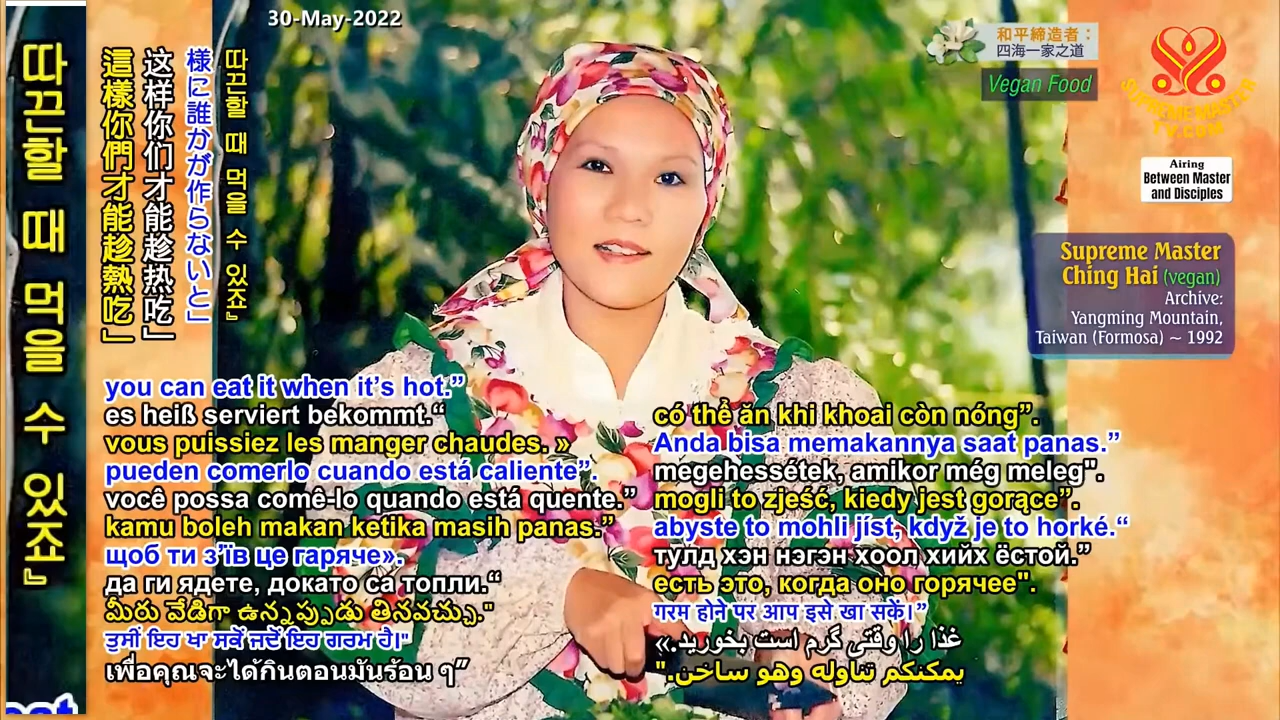 30-May-2022
따끈할 때 먹을 수 있죠』
따끈할 때 먹을 수 있죠』
様に誰かが作らないと」
这样你们才能趁热吃」
這樣你們才能趁熱吃」
和平締造者：
四海一家之道
Vegan Food
SUPREME MASTER
TV.COM
Airing
Between Master
and Disciples
Supreme Master
Ching Hai (vegan)
Archive:
Yangming Mountain,
Taiwan (Formosa) ~ 1992
you can eat it when it’s hot.”
es heiß serviert bekommt.“
vous puissiez les manger chaudes. »
pueden comerlo cuando está caliente”.
você possa comê-lo quando está quente.”
kamu boleh makan ketika masih panas.”
щоб ти з’їв це гаряче».
да ги ядете, докато са топли.“
మీరు వేడిగా ఉన్నప్పుడు తినవచ్చు."
ਤੁਸੀਂ ਇਹ ਖਾ ਸਕੋਂ ਜਦੋਂ ਇਹ ਗਰਮ ਹੈ।"
เพื่อคุณจะได้กินตอนมันร้อน ๆ”
có thể ăn khi khoai còn nóng”.
Anda bisa memakannya saat panas.”
megehessétek, amikor még meleg".
mogli to zjeść, kiedy jest gorące”.
abyste to mohli jíst, když je to horké.“
тулд хэн нэгэн хоол хийх ёстой.”
есть это, когда оно горячее".
गरम होने पर आप इसे खा सकें।”
غذا را وقتی گرم است بخورید.»
يمكنكم تناوله وهو ساخن."